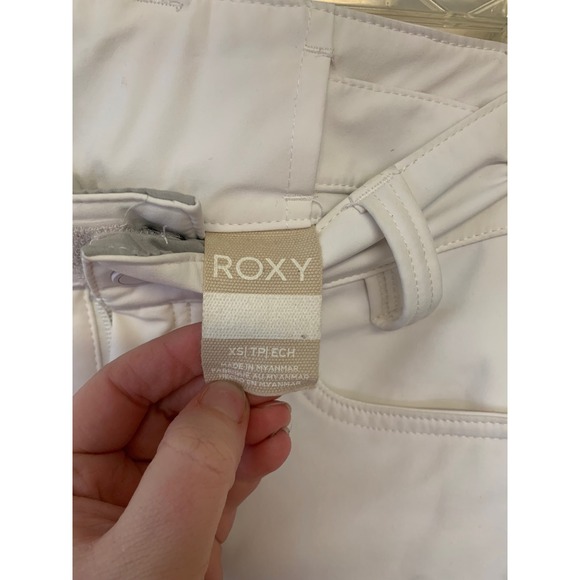 ROXY
XS|TP|ECH
MADE IN MYANMAR
FABRIQUÉ AU MYANMAR
HECHO EN MYANMAR